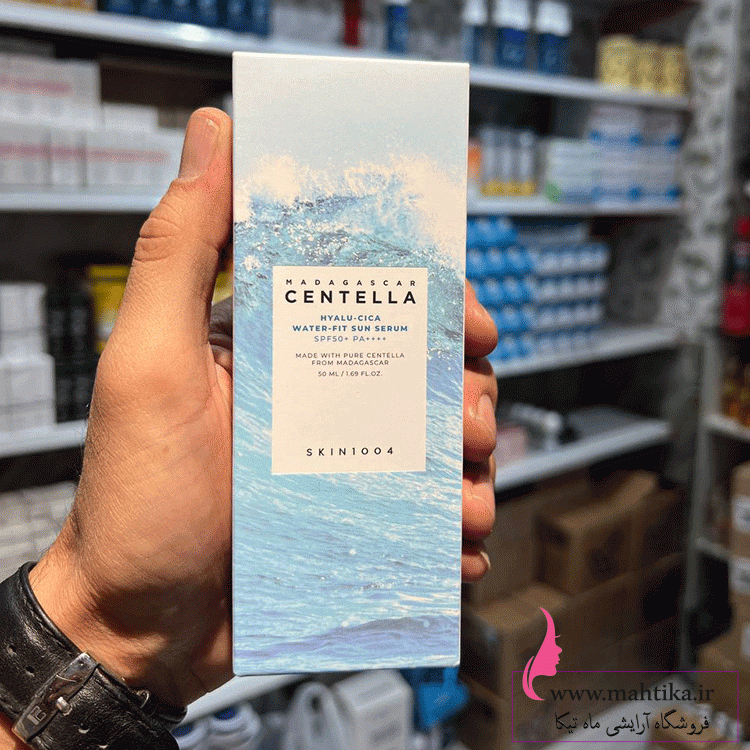 MADAGASCAR
CENTELLA
HYALU-CICA
WATER-FIT SUN SERUM
SPF50+ PA++++
MADE WITH PURE CENTELLA
FROM MADAGASCAR
50 ML / 1.69 FL.OZ.
SKIN1004
www.mahtika.ir
فروشگاه آرایشی ماه تیکا